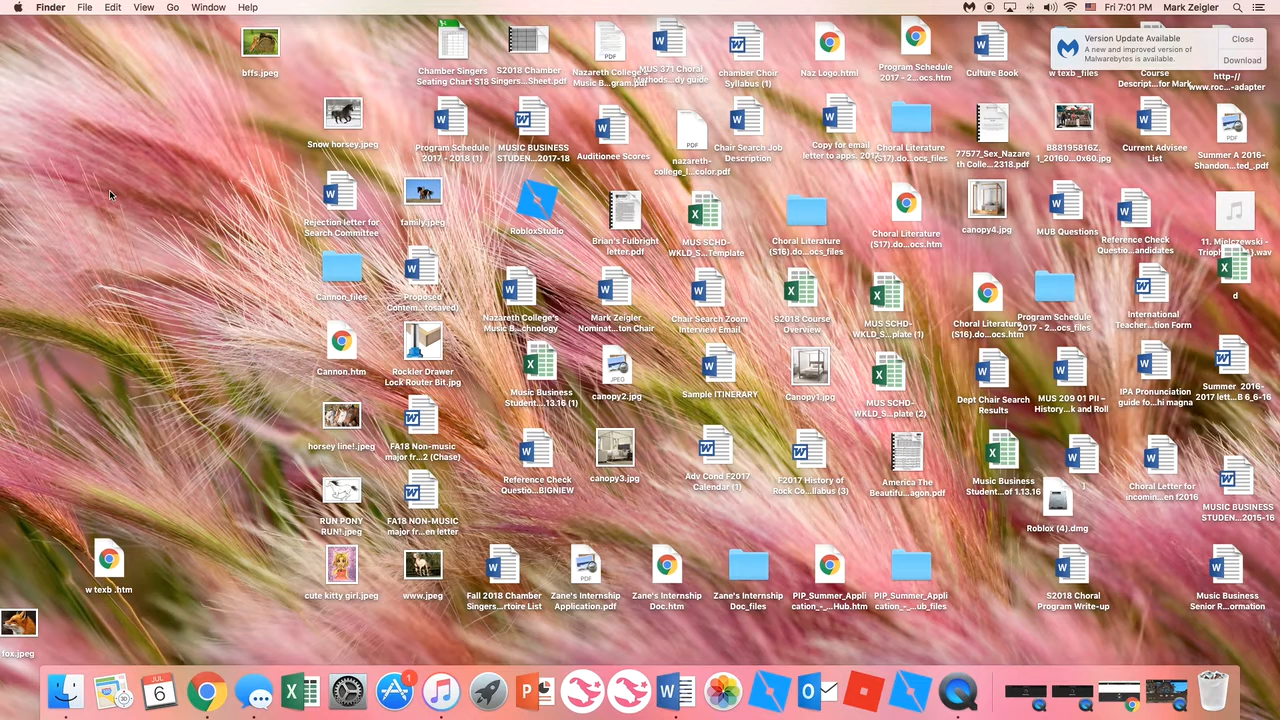 Finder File Edit View Go Window Help
Fri 7:01 PM Mark Zeigler
Version Update Available
A new and improved version of
Malwarebytes is available.
Close
Download
bffs.jpeg
Chamber Singers
Seating Chart S18
S2018 Chamber
Singers...Sheet.pdf
Nazareth College's
Music B...gram.pdf
MUS 371 Choral
Methods...dy guide
chamber Choir
Syllabus (1)
Naz Logo.html
Program Schedule
2017 - 2...ocs.htm
Culture Book
w texb _files
Course
Descript...for Mark
http-//
www.roc...-adapter
Snow horsey.jpeg
Program Schedule
2017 - 2018 (1)
MUSIC BUSINESS
STUDEN...2017-18
Auditionee Scores
nazareth-
college_l...color.pdf
Chair Search Job
Description
Copy for email
letter to apps. 2017
Choral Literature
(S17).do...ocs_files
77577_Sex_Nazare
th Colle...2318.pdf
B88195816Z.
1_20160...0x60.jpg
Current Advisee
List
Summer A 2016-
Shandon...ted_.pdf
Rejection letter for
Search Committee
family.jpeg
RobloxStudio
Brian's Fulbright
letter.pdf
MUS SCHD-
WKLD_S...Template
Choral Literature
(S16).do...ocs_files
Choral Literature
(S17).do...ocs.htm
canopy4.jpg
MUB Questions
Reference Check
Questio...andidates
11. Mielczewski -
Trioph...).wav
d
Cannon_files
Proposed
Contem...tosaved)
Nazareth College's
Music B...chnology
Mark Zeigler
Nominat...ton Chair
Chair Search Zoom
Interview Email
S2018 Course
Overview
MUS SCHD-
WKLD_S...plate (1)
Choral Literature
(S16).do...ocs.htm
Program Schedule
2017 - 2...ocs_files
International
Teacher...tion Form
Cannon.htm
Rockler Drawer
Lock Router Bit.jpg
Music Business
Student....13.16 (1)
canopy2.jpg
Sample ITINERARY
Canopy1.jpg
MUS SCHD-
WKLD_S...plate (2)
Dept Chair Search
Results
MUS 209 01 PII –
History...k and Roll
IPA Pronunciation
guide fo...hi magna
Summer 2016-
2017 lett...B 6_6-16
horsey line!.jpeg
FA18 Non-music
major fr...2 (Chase)
Reference Check
Questio...BIGNIEW
canopy3.jpg
Adv Cond F2017
Calendar (1)
F2017 History of
Rock Co...llabus (3)
America The
Beautifu...agon.pdf
Music Business
Student...of 1.13.16
1
Choral Letter for
incomin...en f2016
MUSIC BUSINESS
STUDEN...2015-16
RUN PONY
RUN!.jpeg
FA18 NON-MUSIC
major fr...en letter
Roblox (4).dmg
w texb .htm
cute kitty girl.jpeg
www.jpeg
Fall 2018 Chamber
Singers...rtoire List
Zane's Internship
Application.pdf
Zane's Internship
Doc.htm
Zane's Internship
Doc_files
PIP_Summer_Appli
cation_-_...Hub.htm
PIP_Summer_Appli
cation_-_...ub_files
S2018 Choral
Program Write-up
Music Business
Senior R...ormation
fox.jpeg
JUL
6
1